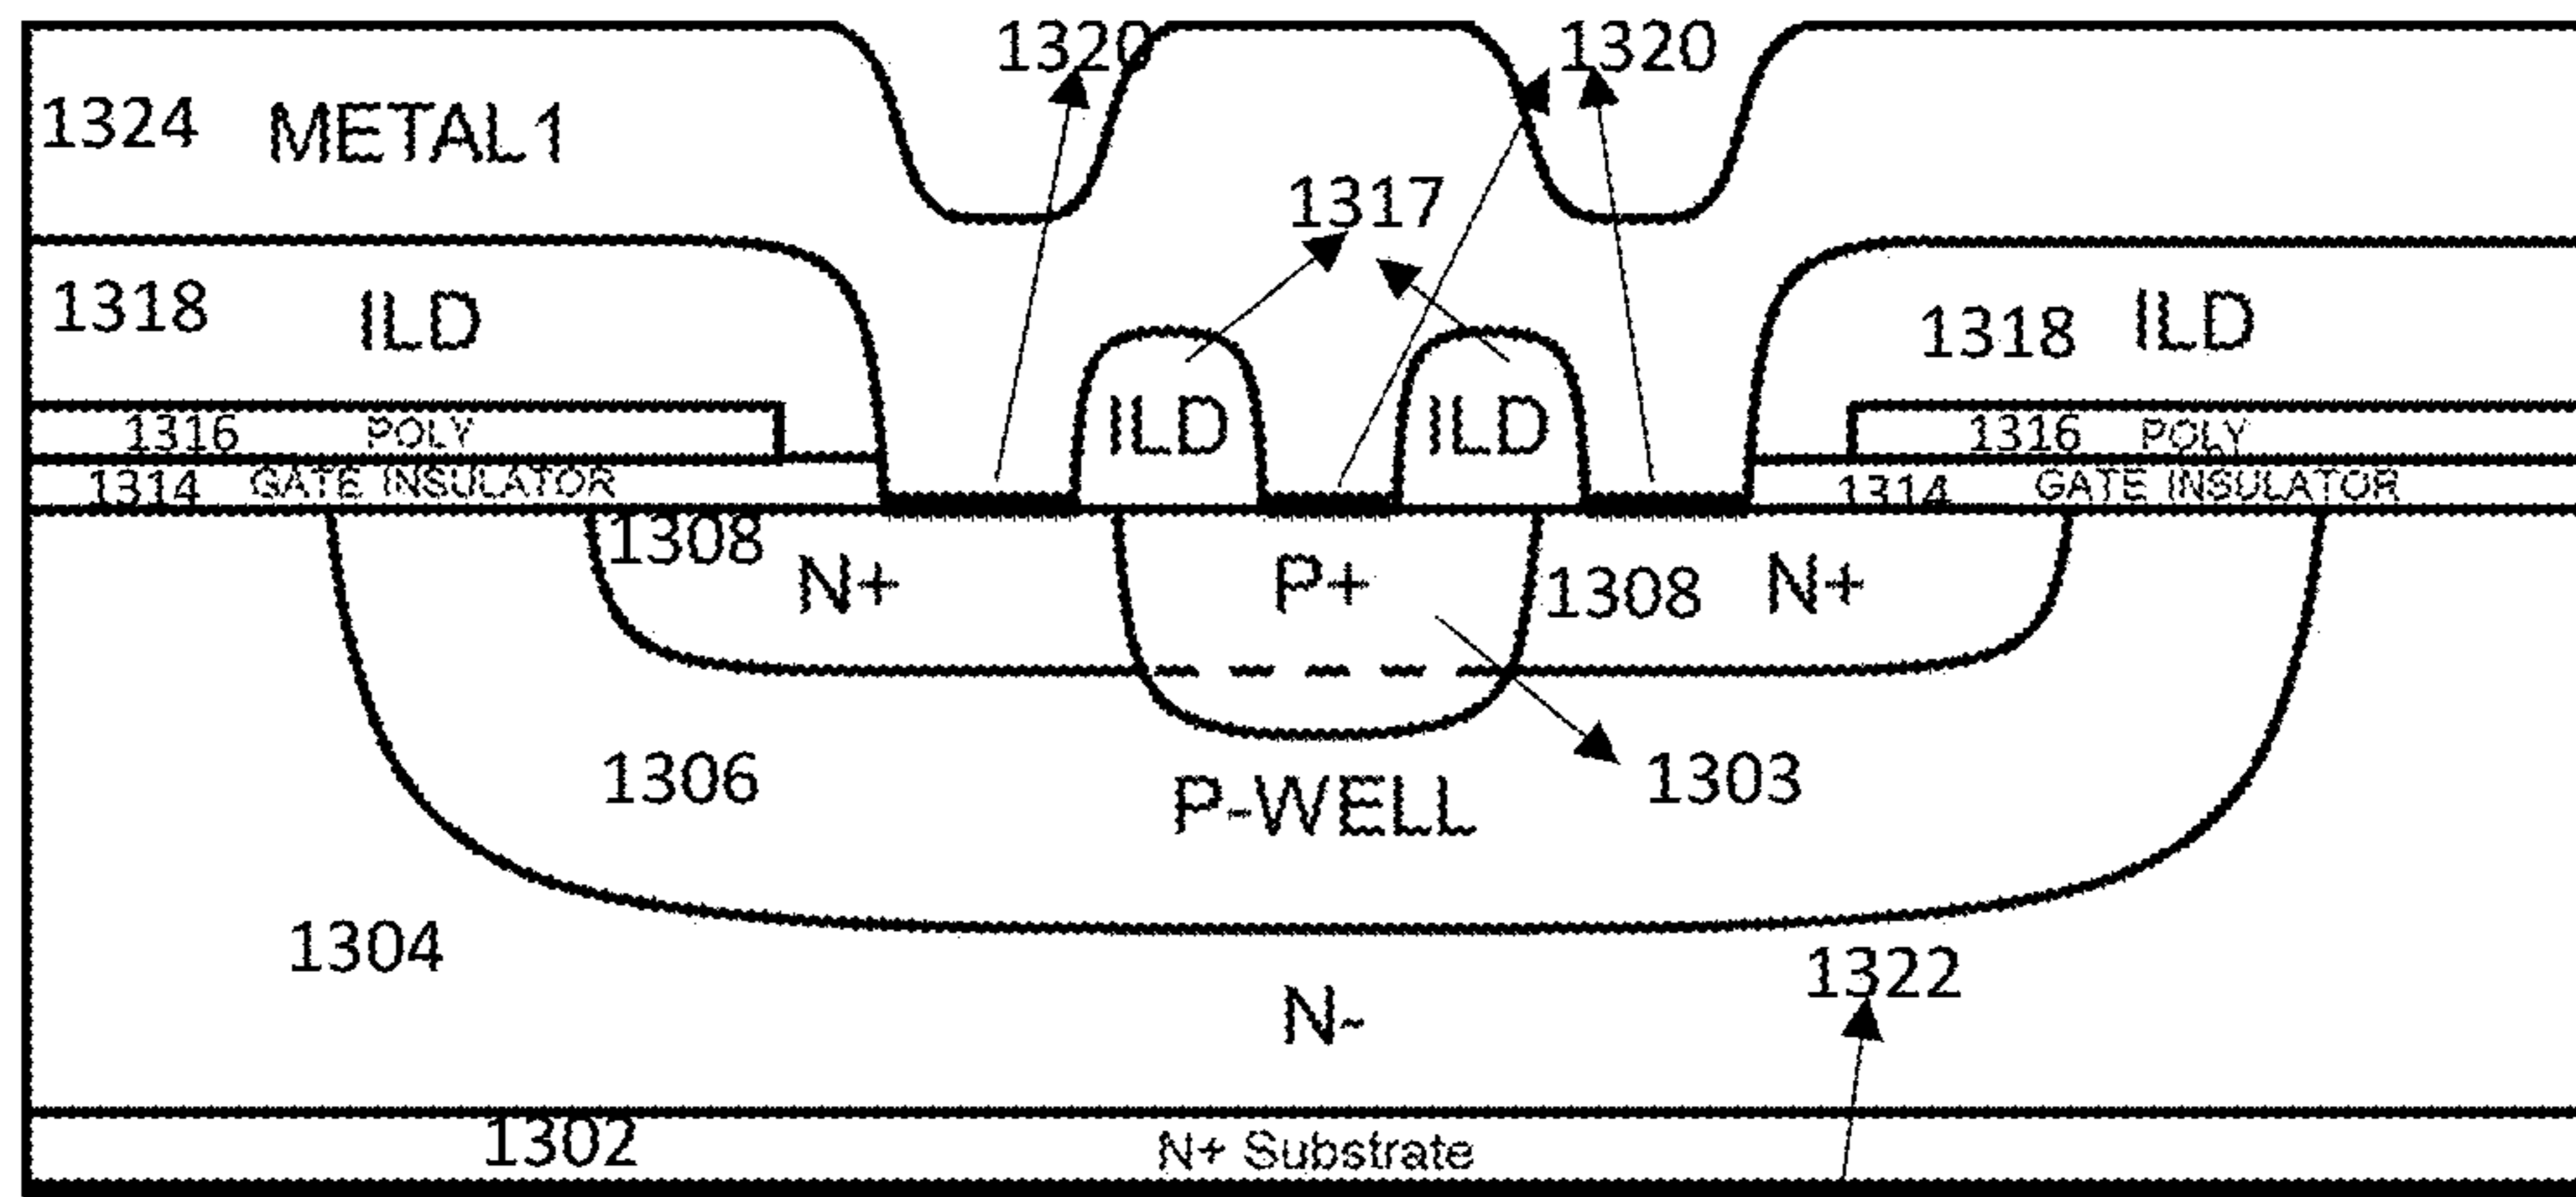 1320 1320
1324 METAL1
1317
1318 ILD 1318 ILD
ILD ILD
1316 POLY 1316 POLY
1314 GATE INSULATOR 1314 GATE INSULATOR
1308 N+ P+ 1308 N+
1306 P-WELL 1303
1304 1322
N-
1302 N+ Substrate